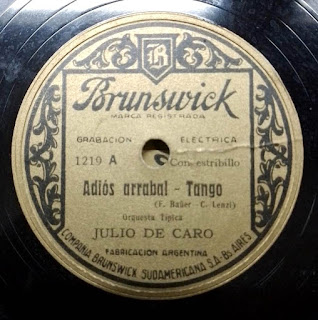 B
Brunswick
MARCA REGISTRADA
GRABACION ELECTRICA
1219 A Con estribillo
Adiós arrabal - Tango
(F. Baüer - C. Lenzi)
Orquesta Típica
JULIO DE CARO
FABRICACION ARGENTINA
COMPAÑIA BRUNSWICK SUDAMERICANA S.A. Bs AIRES